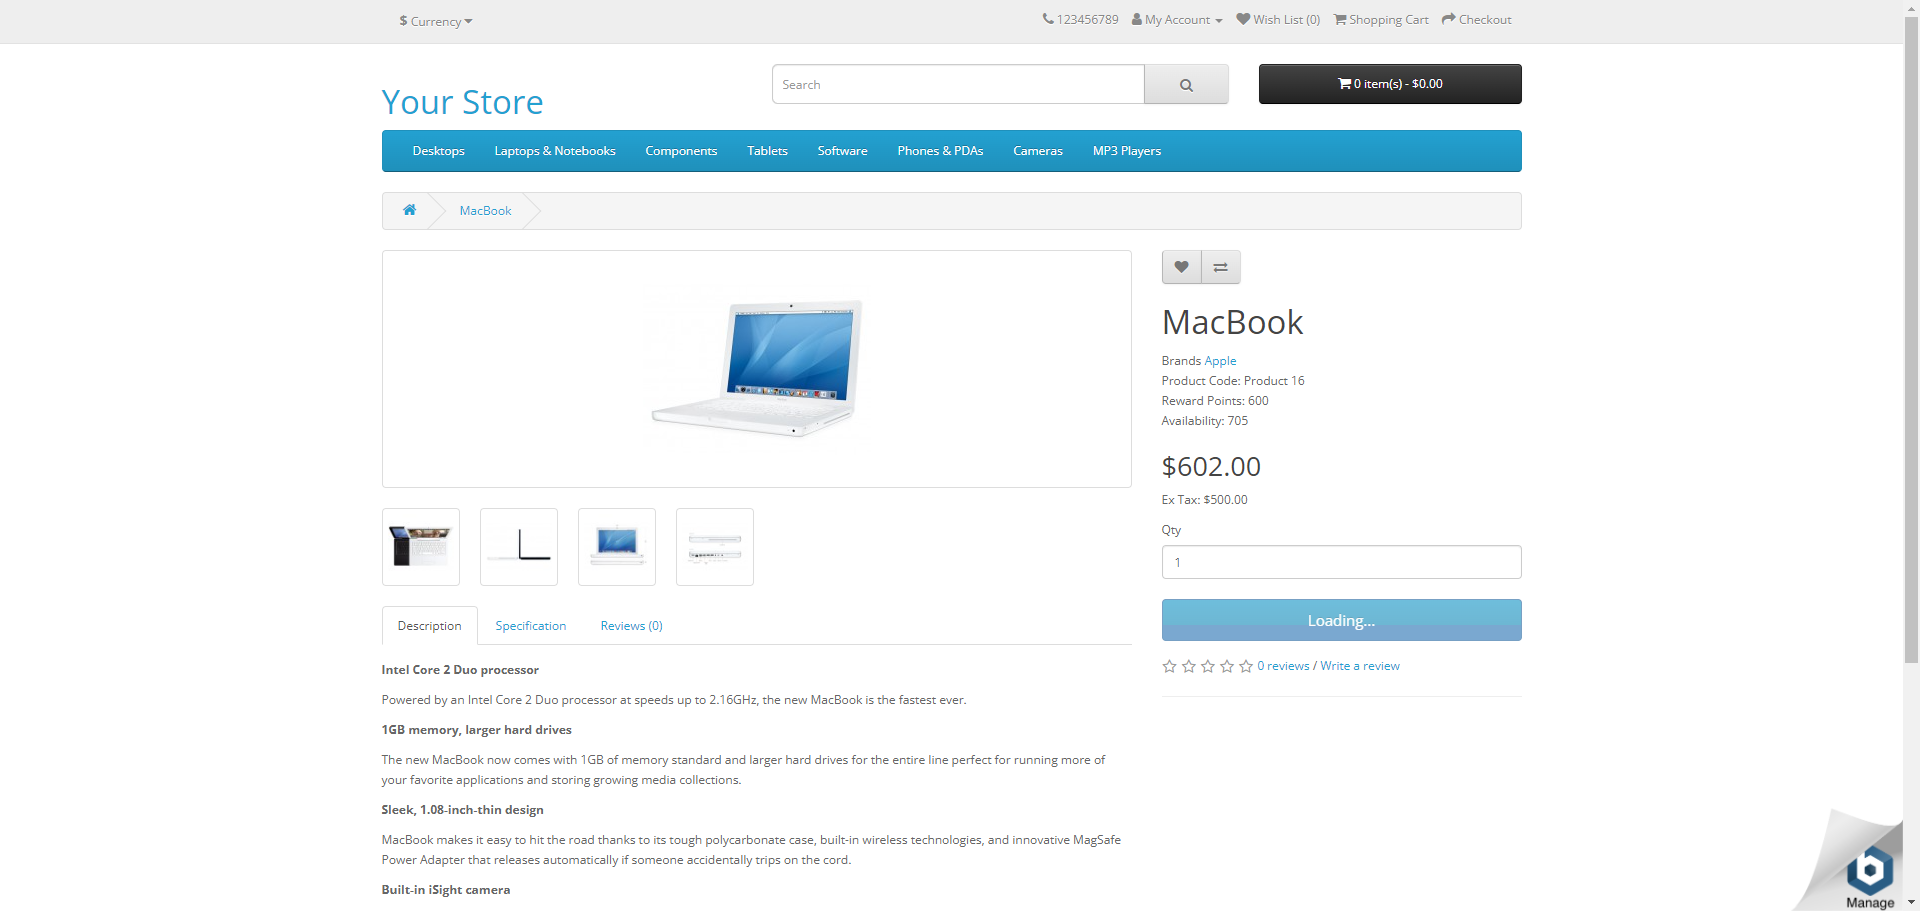 $ Currency
123456789 My Account Wish List (0) Shopping Cart Checkout
Your Store
Search
0 item(s) - $0.00
Desktops Laptops & Notebooks Components Tablets Software Phones & PDAs Cameras MP3 Players
MacBook
MacBook
Brands Apple
Product Code: Product 16
Reward Points: 600
Availability: 705
$602.00
Ex Tax: $500.00
Qty
1
Loading...
0 reviews / Write a review
Description Specification Reviews (0)
Intel Core 2 Duo processor
Powered by an Intel Core 2 Duo processor at speeds up to 2.16GHz, the new MacBook is the fastest ever.
1GB memory, larger hard drives
The new MacBook now comes with 1GB of memory standard and larger hard drives for the entire line perfect for running more of
your favorite applications and storing growing media collections.
Sleek, 1.08-inch-thin design
MacBook makes it easy to hit the road thanks to its tough polycarbonate case, built-in wireless technologies, and innovative MagSafe
Power Adapter that releases automatically if someone accidentally trips on the cord.
Built-in iSight camera
b
Manage